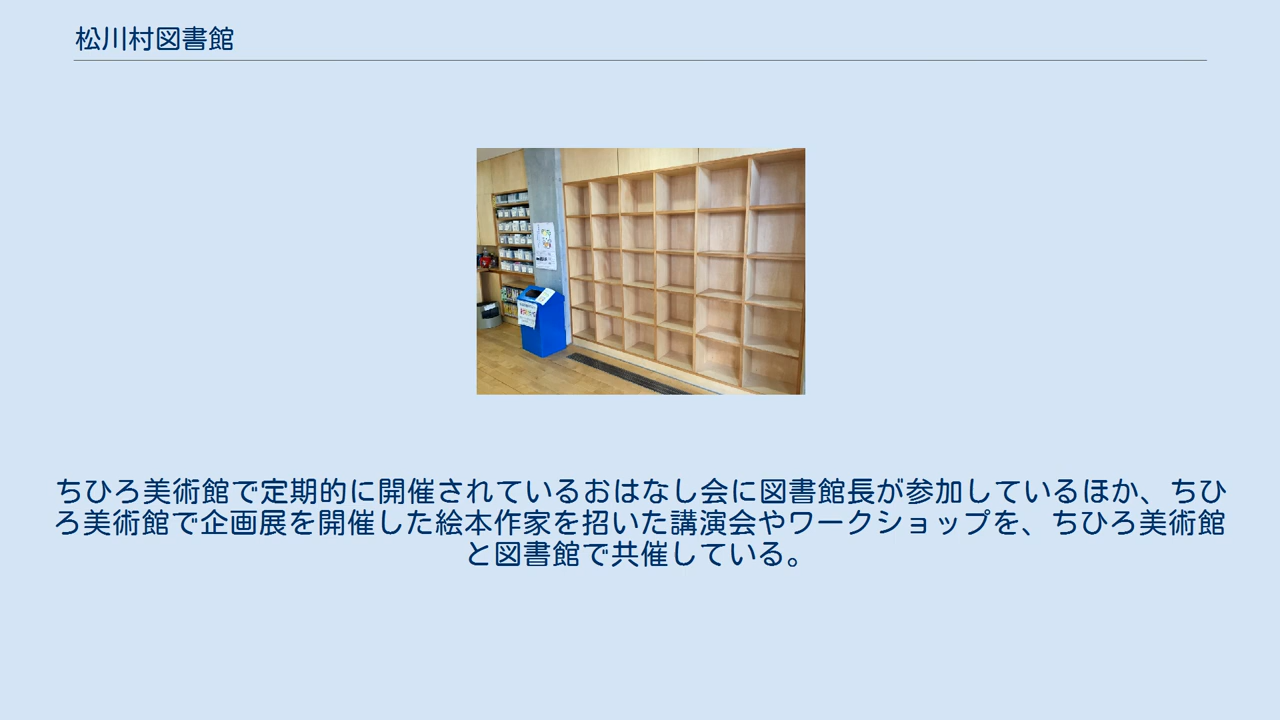 松川村図書館
ちひろ美術館で定期的に開催されているおはなし会に図書館長が参加しているほか、ちひ
ろ美術館で企画展を開催した絵本作家を招いた講演会やワークショップを、ちひろ美術館
と図書館で共催している。